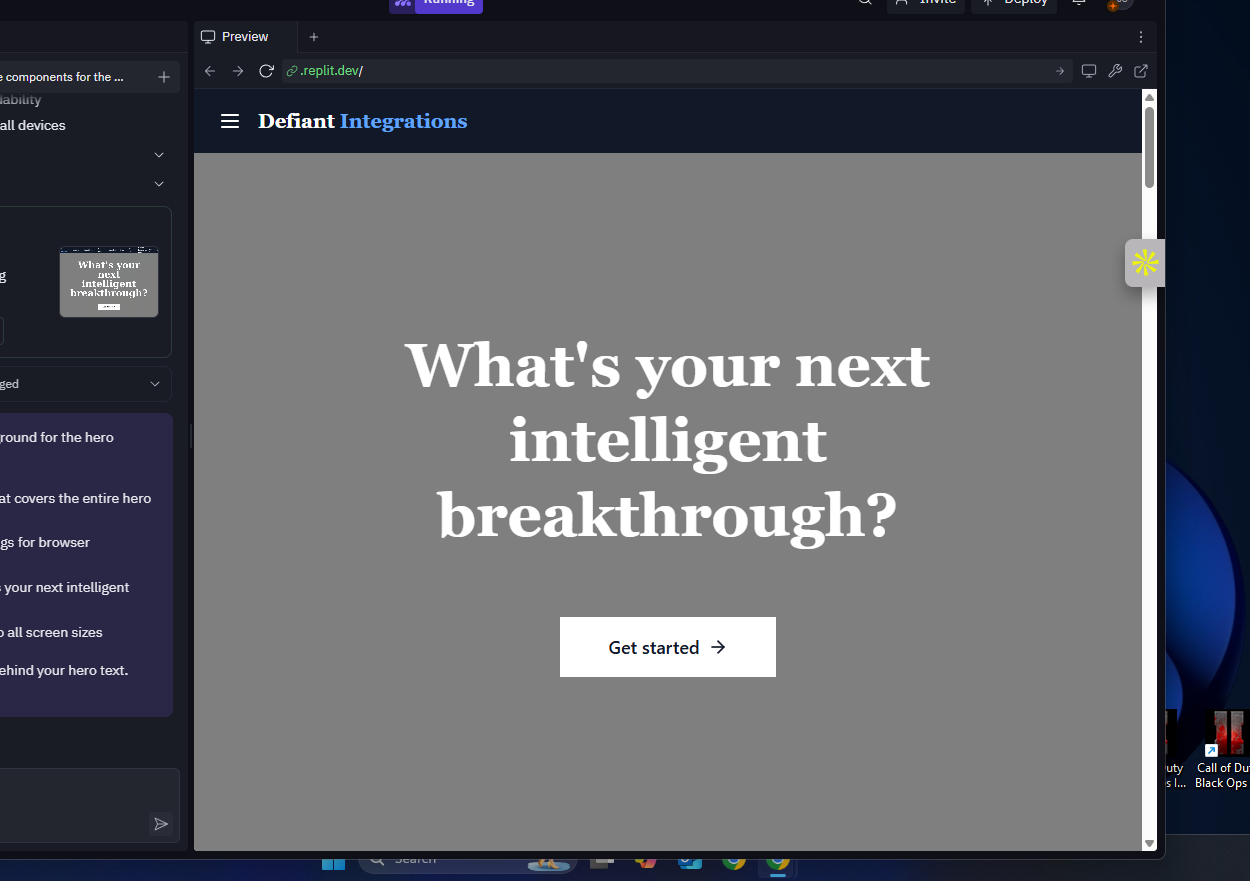 Running
Invite
Deploy
Preview
e components for the ...
.replit.dev/
all devices
Defiant Integrations
What's your next
intelligent
breakthrough?
Get started
What's your
next
intelligent
breakthrough?
g
ged
round for the hero
at covers the entire hero
gs for browser
s your next intelligent
o all screen sizes
ehind your hero text.
uty
s I...
Call of Du
Black Ops
Search